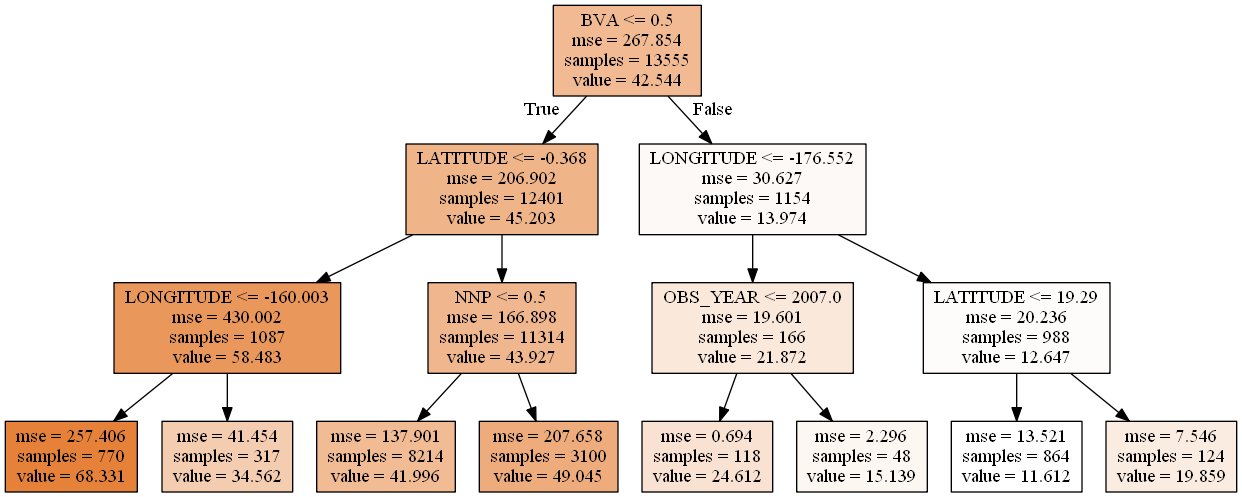 BVA <= 0.5
mse = 267.854
samples = 13555
value = 42.544
True
False
LATITUDE <= -0.368
mse = 206.902
samples = 12401
value = 45.203
LONGITUDE <= -176.552
mse = 30.627
samples = 1154
value = 13.974
LONGITUDE <= -160.003
mse = 430.002
samples = 1087
value = 58.483
NNP <= 0.5
mse = 166.898
samples = 11314
value = 43.927
OBS_YEAR <= 2007.0
mse = 19.601
samples = 166
value = 21.872
LATITUDE <= 19.29
mse = 20.236
samples = 988
value = 12.647
mse = 257.406
samples = 770
value = 68.331
mse = 41.454
samples = 317
value = 34.562
mse = 137.901
samples = 8214
value = 41.996
mse = 207.658
samples = 3100
value = 49.045
mse = 0.694
samples = 118
value = 24.612
mse = 2.296
samples = 48
value = 15.139
mse = 13.521
samples = 864
value = 11.612
mse = 7.546
samples = 124
value = 19.859